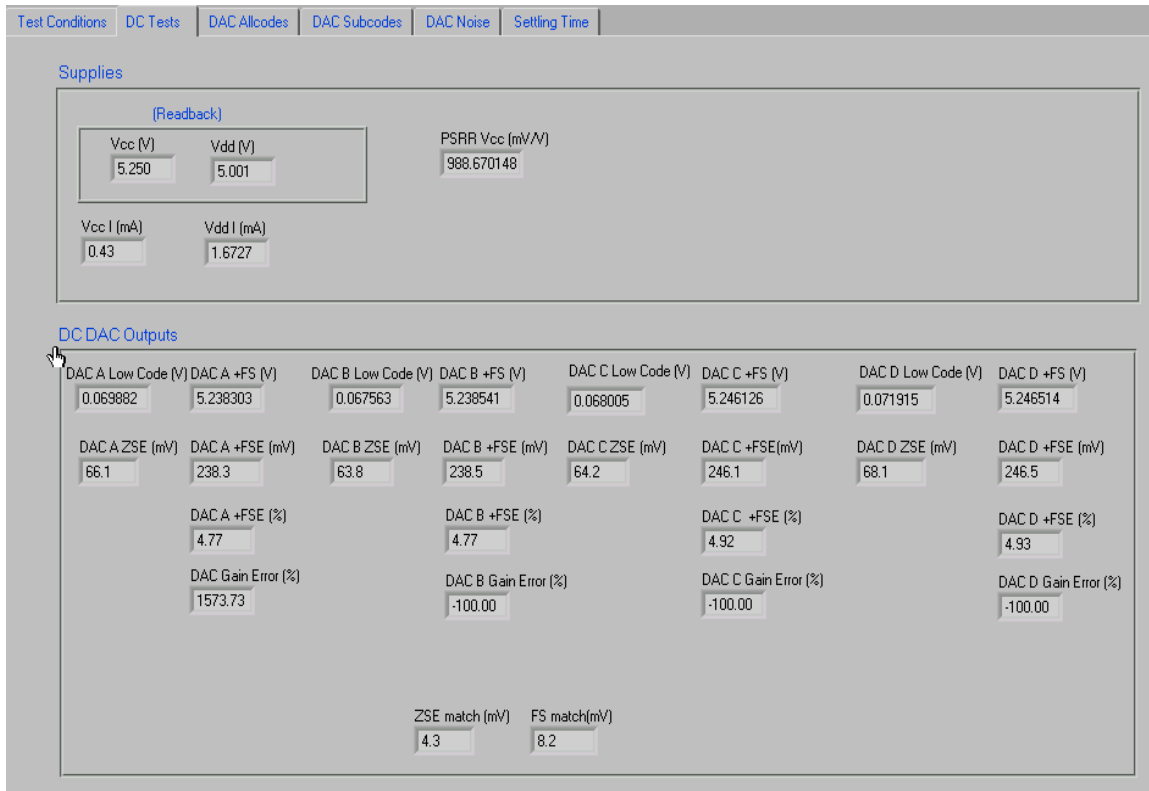 Test Conditions DC Tests DAC Allcodes DAC Subcodes DAC Noise Settling Time
Supplies
(Readback)
Vcc (V) Vdd (V) PSRR Vcc (mV/V)
5.250 5.001 988.670148
Vcc I (mA) Vdd I (mA)
0.43 1.6727
DC DAC Outputs
DAC A Low Code (V) DAC A +FS (V) DAC B Low Code (V) DAC B +FS (V) DAC C Low Code (V) DAC C +FS (V) DAC D Low Code (V) DAC D +FS (V)
0.069882 5.238303 0.067563 5.238541 0.068005 5.246126 0.071915 5.246514
DAC A ZSE (mV) DAC A +FSE (mV) DAC B ZSE (mV) DAC B +FSE (mV) DAC C ZSE (mV) DAC C +FSE(mV) DAC D ZSE (mV) DAC D +FSE (mV)
66.1 238.3 63.8 238.5 64.2 246.1 68.1 246.5
DAC A +FSE (%) DAC B +FSE (%) DAC C +FSE (%) DAC D +FSE (%)
4.77 4.77 4.92 4.93
DAC Gain Error (%) DAC B Gain Error (%) DAC C Gain Error (%) DAC D Gain Error (%)
1573.73 -100.00 -100.00 -100.00
ZSE match (mV) FS match(mV)
4.3 8.2